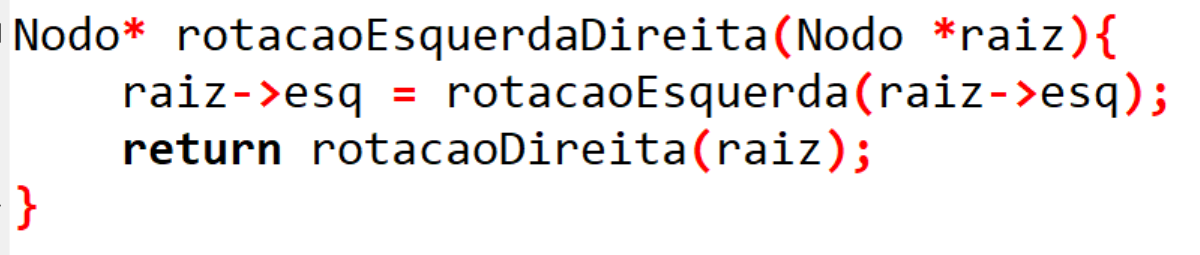 Nodo* rotacaoEsquerdaDireita(Nodo *raiz){
    raiz->esq = rotacaoEsquerda(raiz->esq);
    return rotacaoDireita(raiz);
}